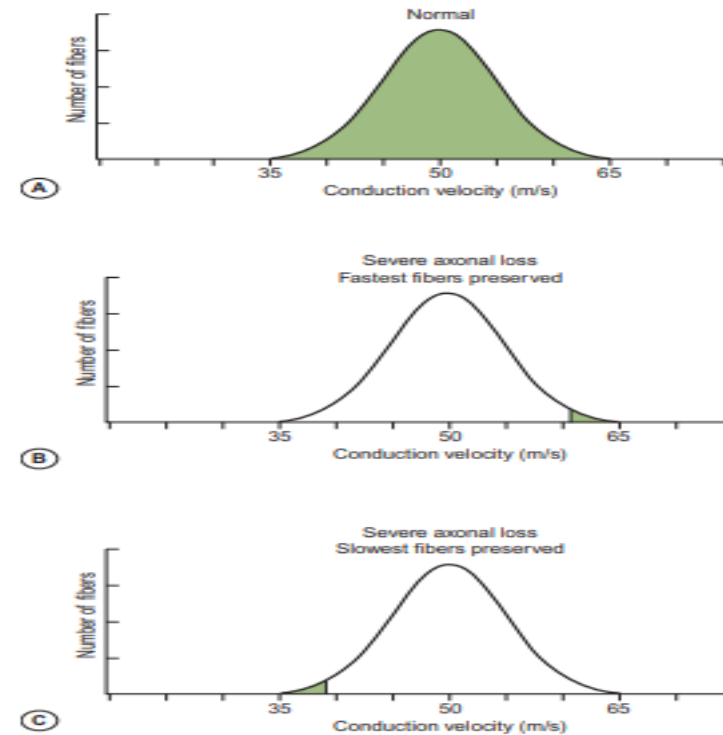 Normal
Number of fibers
35 50 65
Conduction velocity (m/s)
A
Severe axonal loss
Fastest fibers preserved
Number of fibers
35 50 65
Conduction velocity (m/s)
B
Severe axonal loss
Slowest fibers preserved
Number of fibers
35 50 65
Conduction velocity (m/s)
C